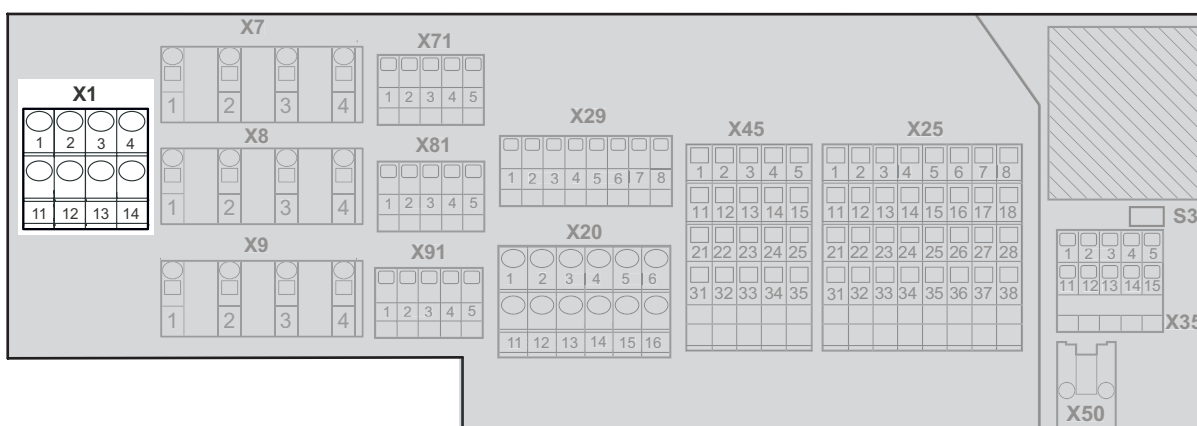 X1
1 2 3 4
11 12 13 14
X7
1 2 3 4
X8
1 2 3 4
X9
1 2 3 4
X71
1 2 3 4 5
X81
1 2 3 4 5
X91
1 2 3 4 5
X29
1 2 3 4 5 6 7 8
X20
1 2 3 4 5 6
11 12 13 14 15 16
X45
1 2 3 4 5
11 12 13 14 15
21 22 23 24 25
31 32 33 34 35
X25
1 2 3 4 5 6 7 8
11 12 13 14 15 16 17 18
21 22 23 24 25 26 27 28
31 32 33 34 35 36 37 38
S3
1 2 3 4 5
11 12 13 14 15
X35
X50